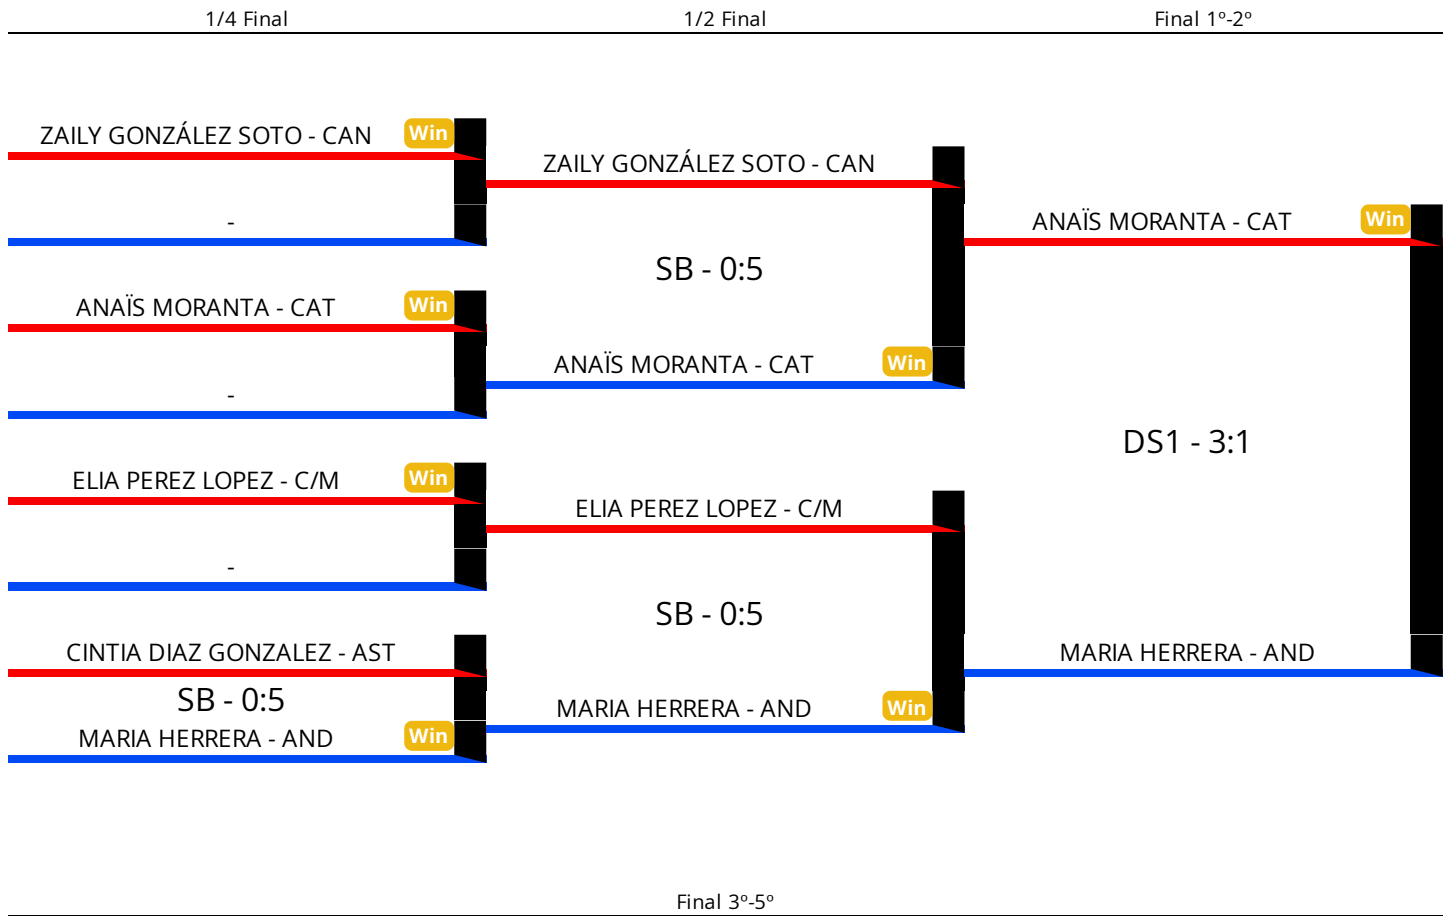 1/4 Final
1/2 Final
Final 1º-2º
ZAILY GONZÁLEZ SOTO - CAN
Win
-
ANAÏS MORANTA - CAT
Win
-
ELIA PEREZ LOPEZ - C/M
Win
-
CINTIA DIAZ GONZALEZ - AST
SB - 0:5
MARIA HERRERA - AND
Win
ZAILY GONZÁLEZ SOTO - CAN
SB - 0:5
ANAÏS MORANTA - CAT
Win
ELIA PEREZ LOPEZ - C/M
SB - 0:5
MARIA HERRERA - AND
Win
ANAÏS MORANTA - CAT
Win
DS1 - 3:1
MARIA HERRERA - AND
Final 3º-5º